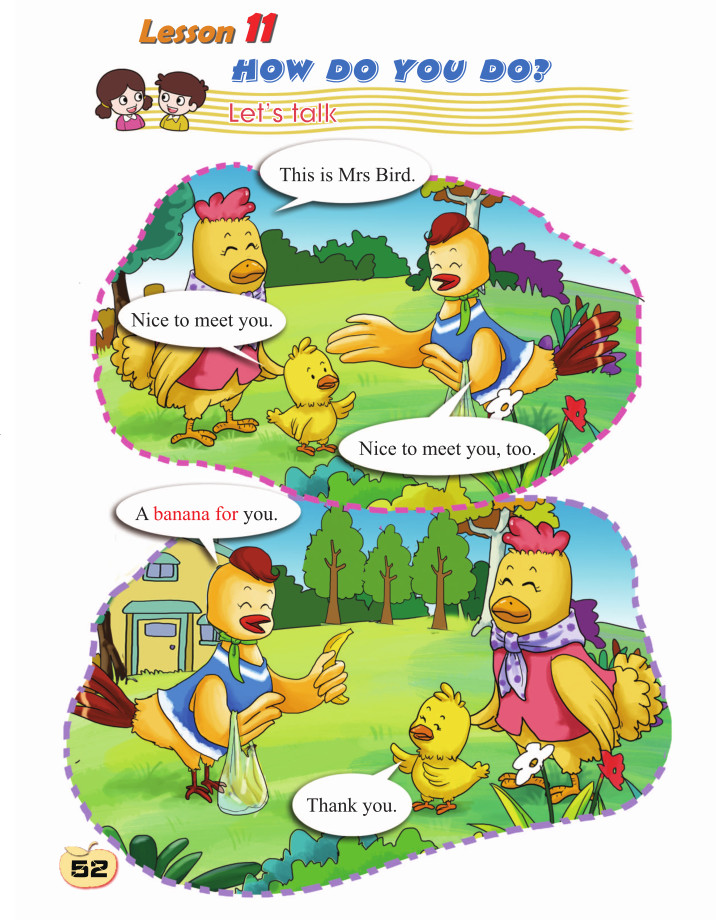 Lesson 11
HOW DO YOU DO?
Let's talk
This is Mrs Bird.
Nice to meet you.
Nice to meet you, too.
A banana for you.
Thank you.
52